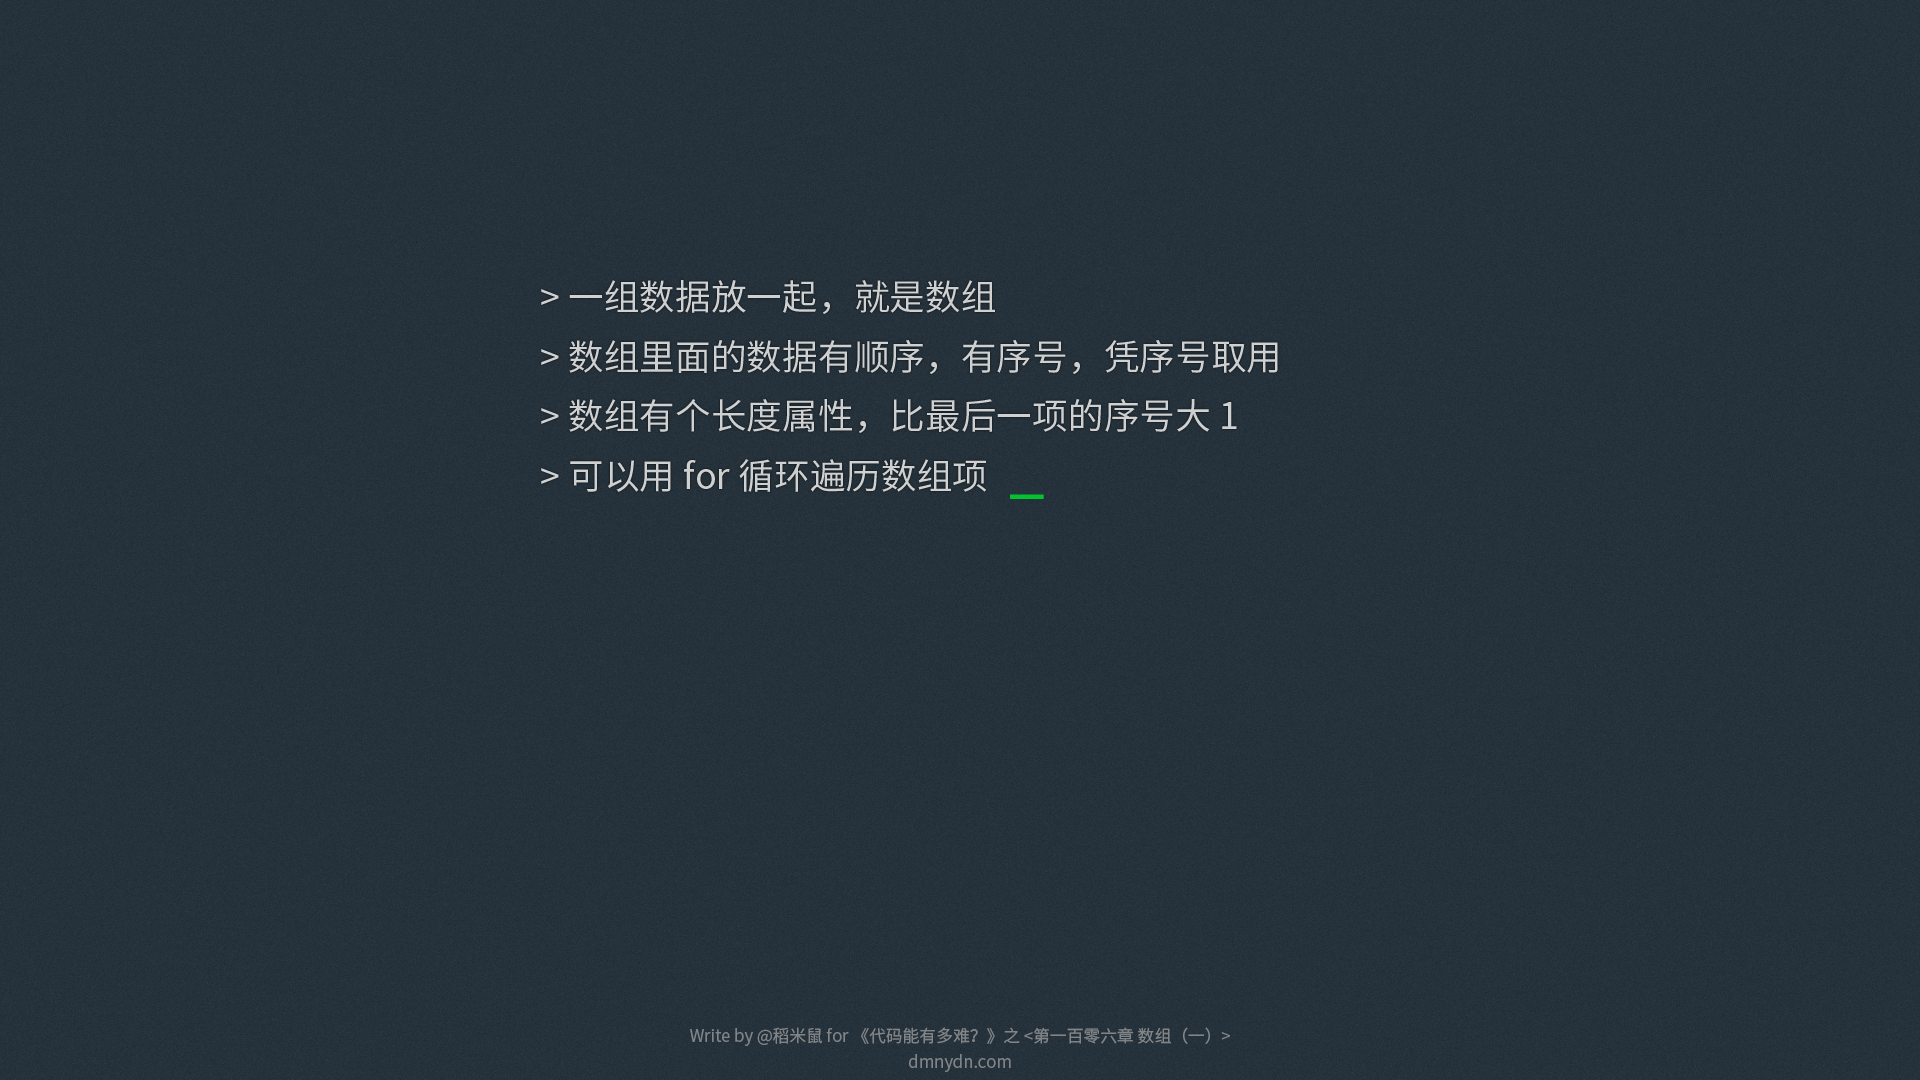 > 一组数据放一起，就是数组
> 数组里面的数据有顺序，有序号，凭序号取用
> 数组有个长度属性，比最后一项的序号大 1
> 可以用 for 循环遍历数组项 _
Write by @稻米鼠 for 《代码能有多难？》之 <第一百零六章 数组（一）>
dmnydn.com